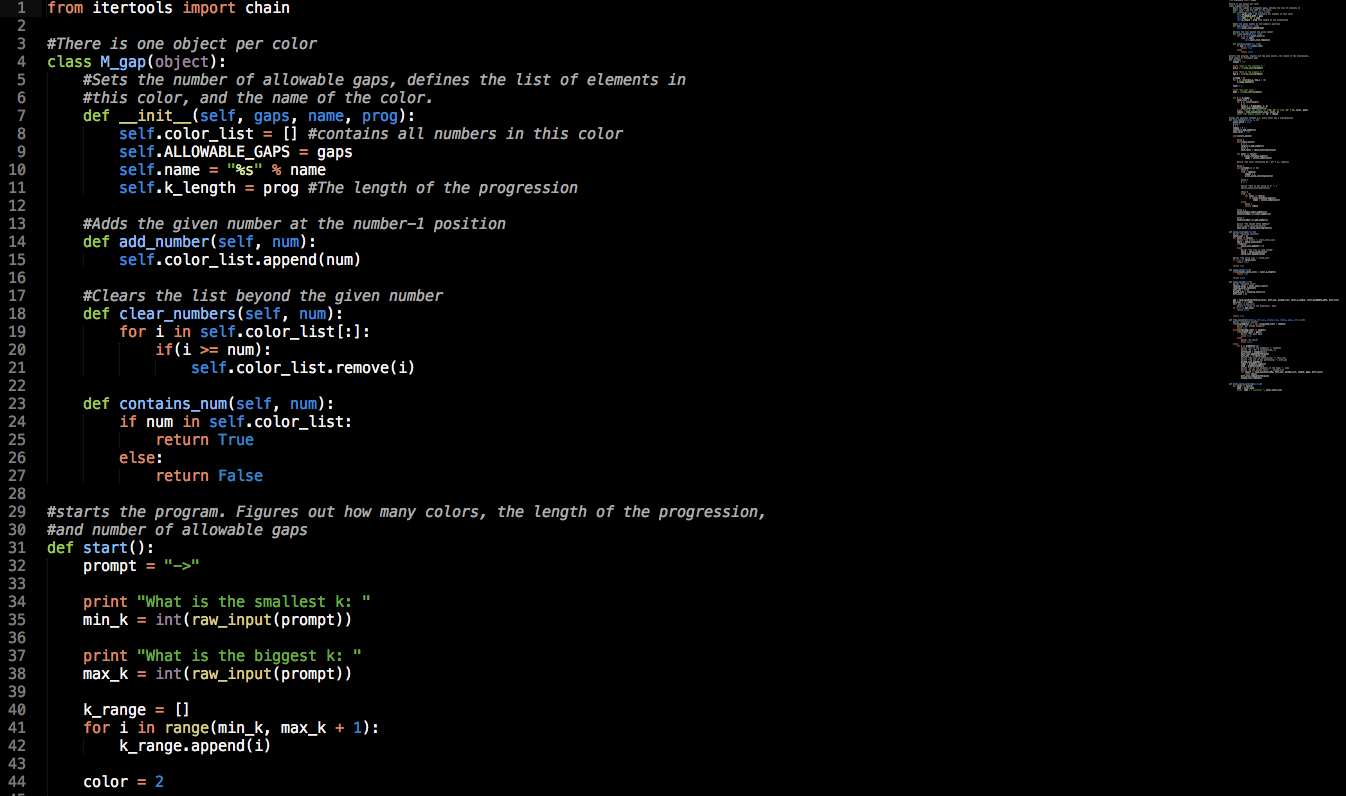 1 from itertools import chain
2
3 #There is one object per color
4 class M_gap(object):
5     #Sets the number of allowable gaps, defines the list of elements in
6     #this color, and the name of the color.
7     def __init__(self, gaps, name, prog):
8         self.color_list = [] #contains all numbers in this color
9         self.ALLOWABLE_GAPS = gaps
10         self.name = "%s" % name
11         self.k_length = prog #The length of the progression
12
13     #Adds the given number at the number-1 position
14     def add_number(self, num):
15         self.color_list.append(num)
16
17     #Clears the list beyond the given number
18     def clear_numbers(self, num):
19         for i in self.color_list[:]:
20             if(i >= num):
21                 self.color_list.remove(i)
22
23     def contains_num(self, num):
24         if num in self.color_list:
25             return True
26         else:
27             return False
28
29 #starts the program. Figures out how many colors, the length of the progression,
30 #and number of allowable gaps
31 def start():
32     prompt = "->"
33
34     print "What is the smallest k: "
35     min_k = int(raw_input(prompt))
36
37     print "What is the biggest k: "
38     max_k = int(raw_input(prompt))
39
40     k_range = []
41     for i in range(min_k, max_k + 1):
42         k_range.append(i)
43
44     color = 2